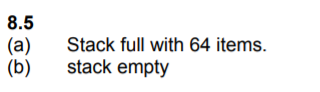 8.5
(a) Stack full with 64 items.
(b) stack empty